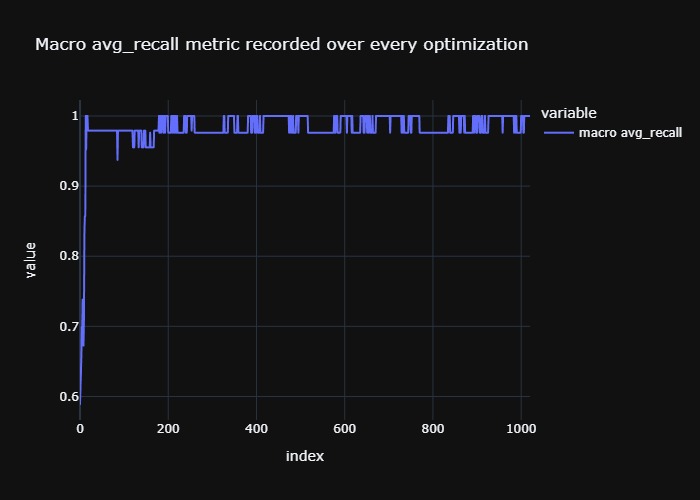 Macro avg_recall metric recorded over every optimization
variable
macro avg_recall
value
1
0.9
0.8
0.7
0.6
0 200 400 600 800 1000
index